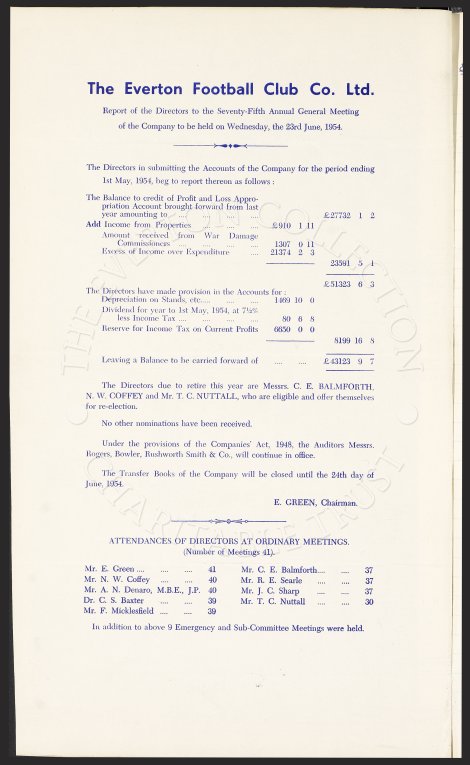 The Everton Football Club Co. Ltd.
Report of the Directors to the Seventy-Fifth Annual General Meeting
of the Company to be held on Wednesday, the 23rd June, 1954.
The Directors in submitting the Accounts of the Company for the period ending
1st May, 1954, beg to report thereon as follows :
The Balance to credit of Profit and Loss Appro-
priation Account brought forward from last
year amounting to .... .... .... .... £27732 1 2
Add Income from Properties .... .... £910 1 11
Amount received from War Damage
Commissioners .... .... .... .... 1307 0 11
Excess of Income over Expenditure .... 21374 2 3
23591 5 1
£51323 6 3
The Directors have made provision in the Accounts for :
Depreciation on Stands, etc..... .... .... 1469 10 0
Dividend for year to 1st May, 1954, at 7½%
less Income Tax .... .... .... .... 80 6 8
Reserve for Income Tax on Current Profits 6650 0 0
8199 16 8
Leaving a Balance to be carried forward of .... .... £43123 9 7
The Directors due to retire this year are Messrs. C. E. BALMFORTH,
N. W. COFFEY and Mr. T. C. NUTTALL, who are eligible and offer themselves
for re-election.
No other nominations have been received.
Under the provisions of the Companies' Act, 1948, the Auditors Messrs.
Rogers, Bowler, Rushworth Smith & Co., will continue in office.
The Transfer Books of the Company will be closed until the 24th day of
June, 1954.
E. GREEN, Chairman.
ATTENDANCES OF DIRECTORS AT ORDINARY MEETINGS.
(Number of Meetings 41).
Mr. E. Green .... .... .... 41
Mr. N. W. Coffey .... .... 40
Mr. A. N. Denaro, M.B.E., J.P. 40
Dr. C. S. Baxter .... .... 39
Mr. F. Micklesfield .... .... 39
Mr. C. E. Balmforth.... .... 37
Mr. R. E. Searle .... .... 37
Mr. J. C. Sharp .... .... 37
Mr. T. C. Nuttall .... .... 30
In addition to above 9 Emergency and Sub-Committee Meetings were held.
THE EVERTON COLLECTION
CHARITABLE TRUST